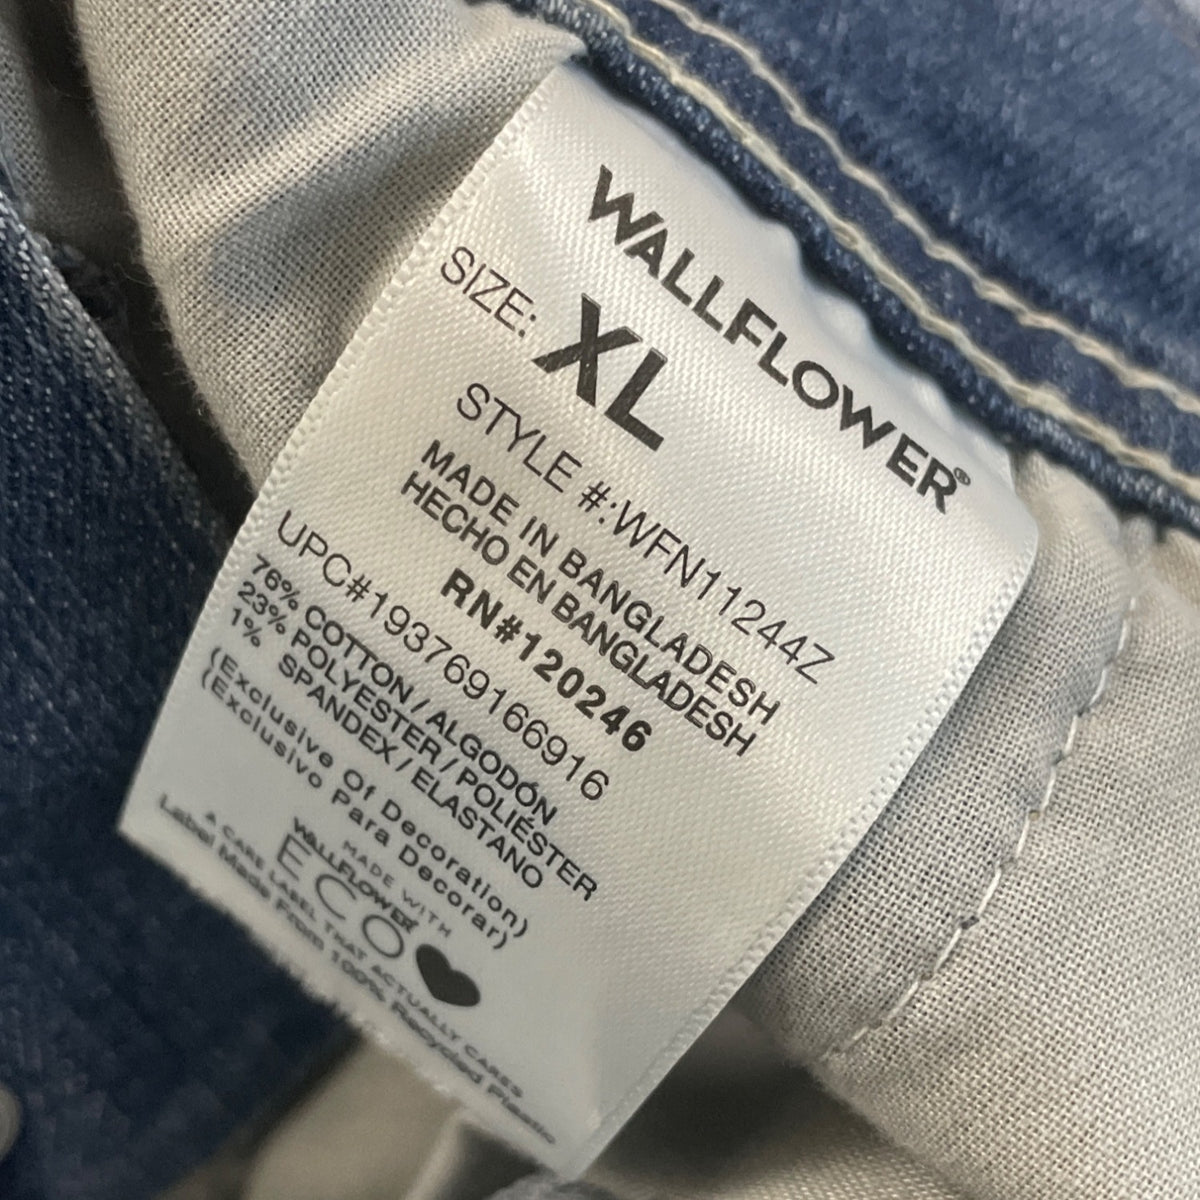 WALLFLOWER®
SIZE: XL
STYLE #:WFN11244Z
MADE IN BANGLADESH
HECHO EN BANGLADESH
RN#120246
UPC#193769166916
76% COTTON / ALGODÓN
23% POLYESTER / POLIÉSTER
1% SPANDEX / ELASTANO
(Exclusive Of Decoration)
(Exclusivo Para Decorar)
MADE WITH
WALLFLOWER
ECO
A CARE LABEL THAT ACTUALLY CARES
Label Made From 100% Recycled Plastic